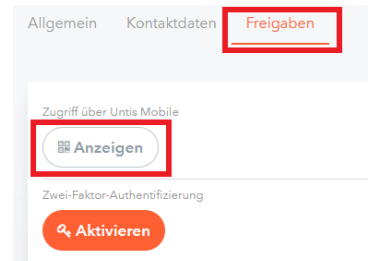 Allgemein Kontaktdaten Freigaben
Zugriff über Untis Mobile
Anzeigen
Zwei-Faktor-Authentifizierung
Aktivieren